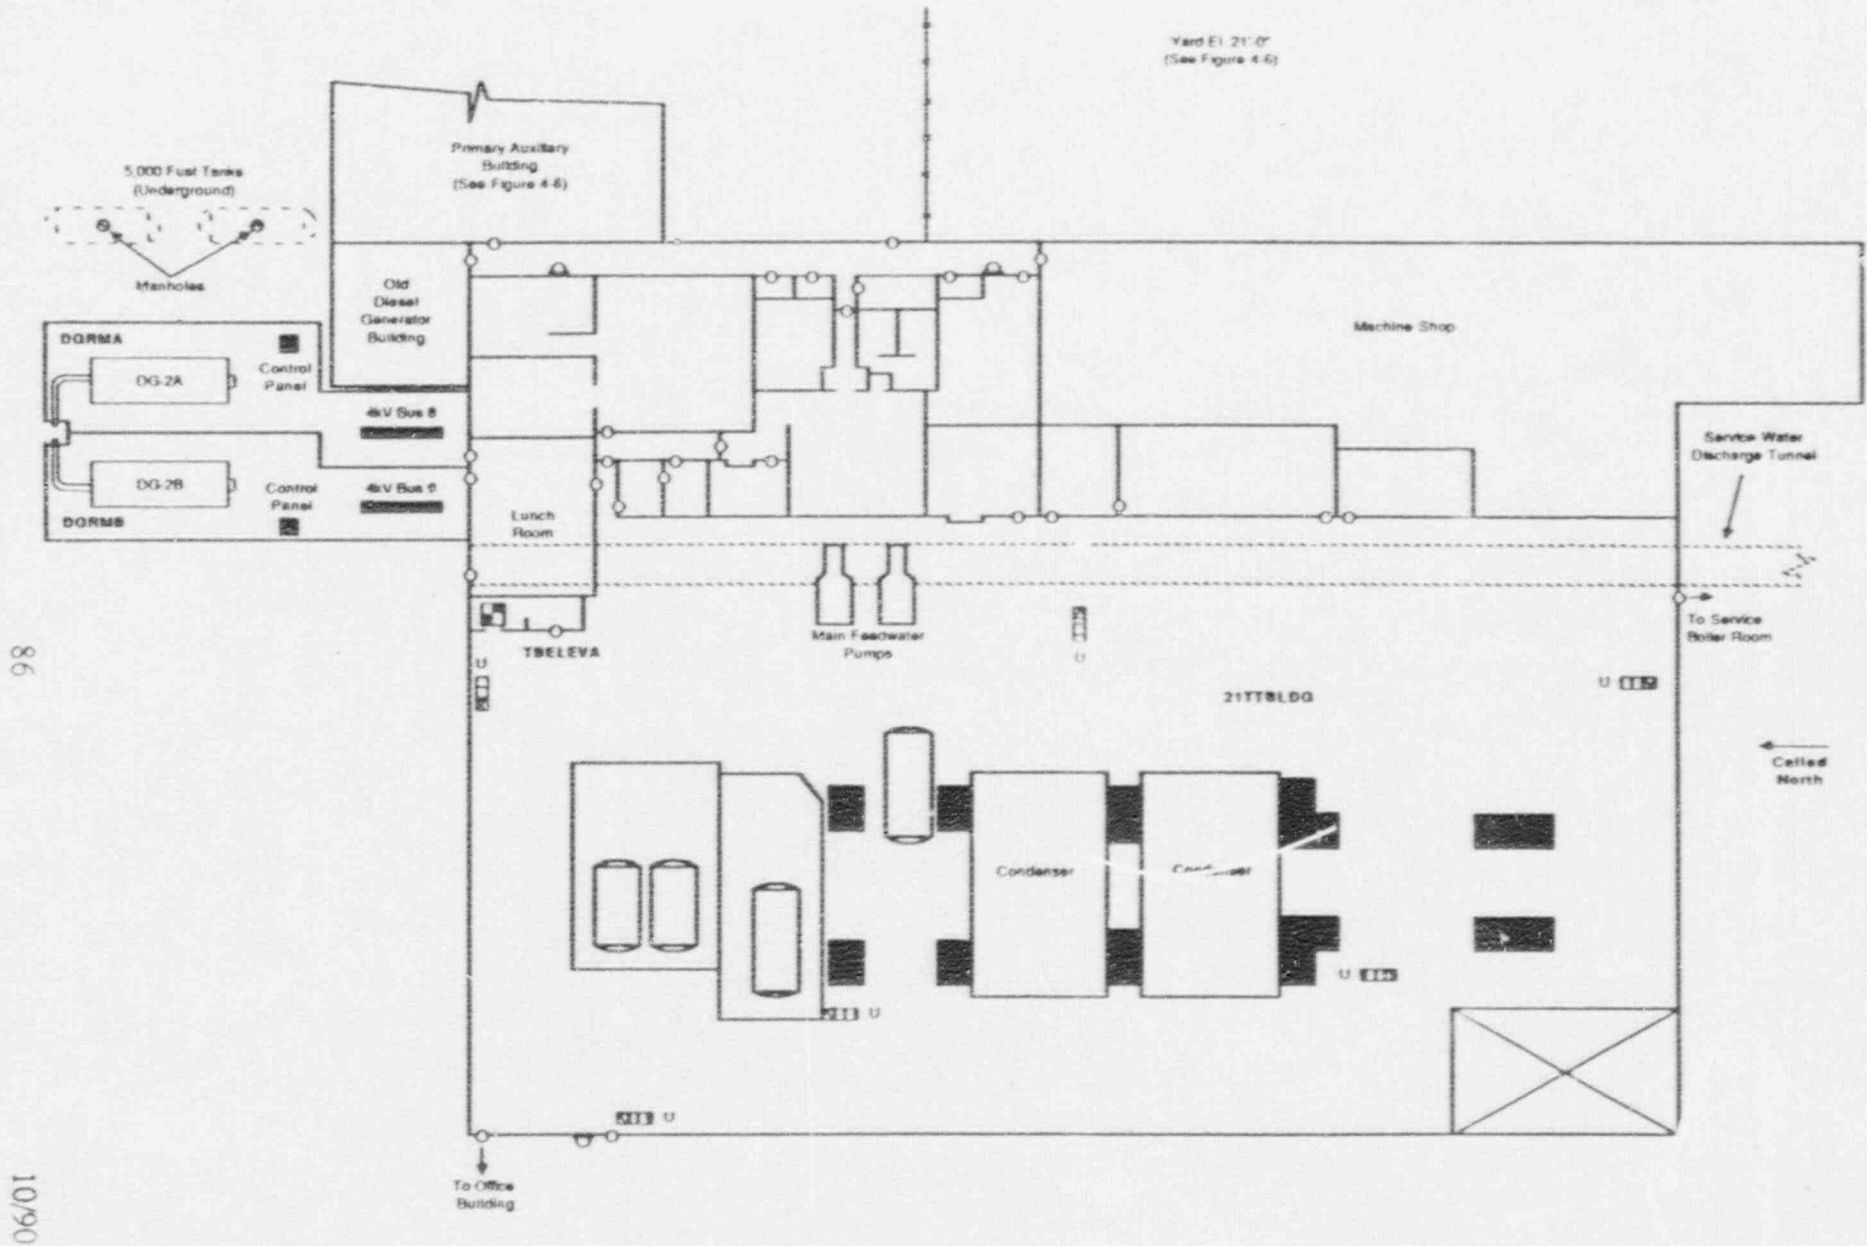 Yard El. 21'-0"
(See Figure 4-6)
Primary Auxiliary
Building
(See Figure 4-6)
5,000 Fuel Tanks
(Underground)
Manholes
Old
Diesel
Generator
Building
Machine Shop
DGRMA
DG-2A
Control
Panel
4kV Bus 8
DG-2B
Control
Panel
4kV Bus 9
DGRMB
Lunch
Room
Service Water
Discharge Tunnel
To Service
Boiler Room
Main Feedwater
Pumps
TBELEVA
U
U
U
21TTBLDG
Called
North
Condenser
Condenser
U
U
U
To Office
Building
86
10/90